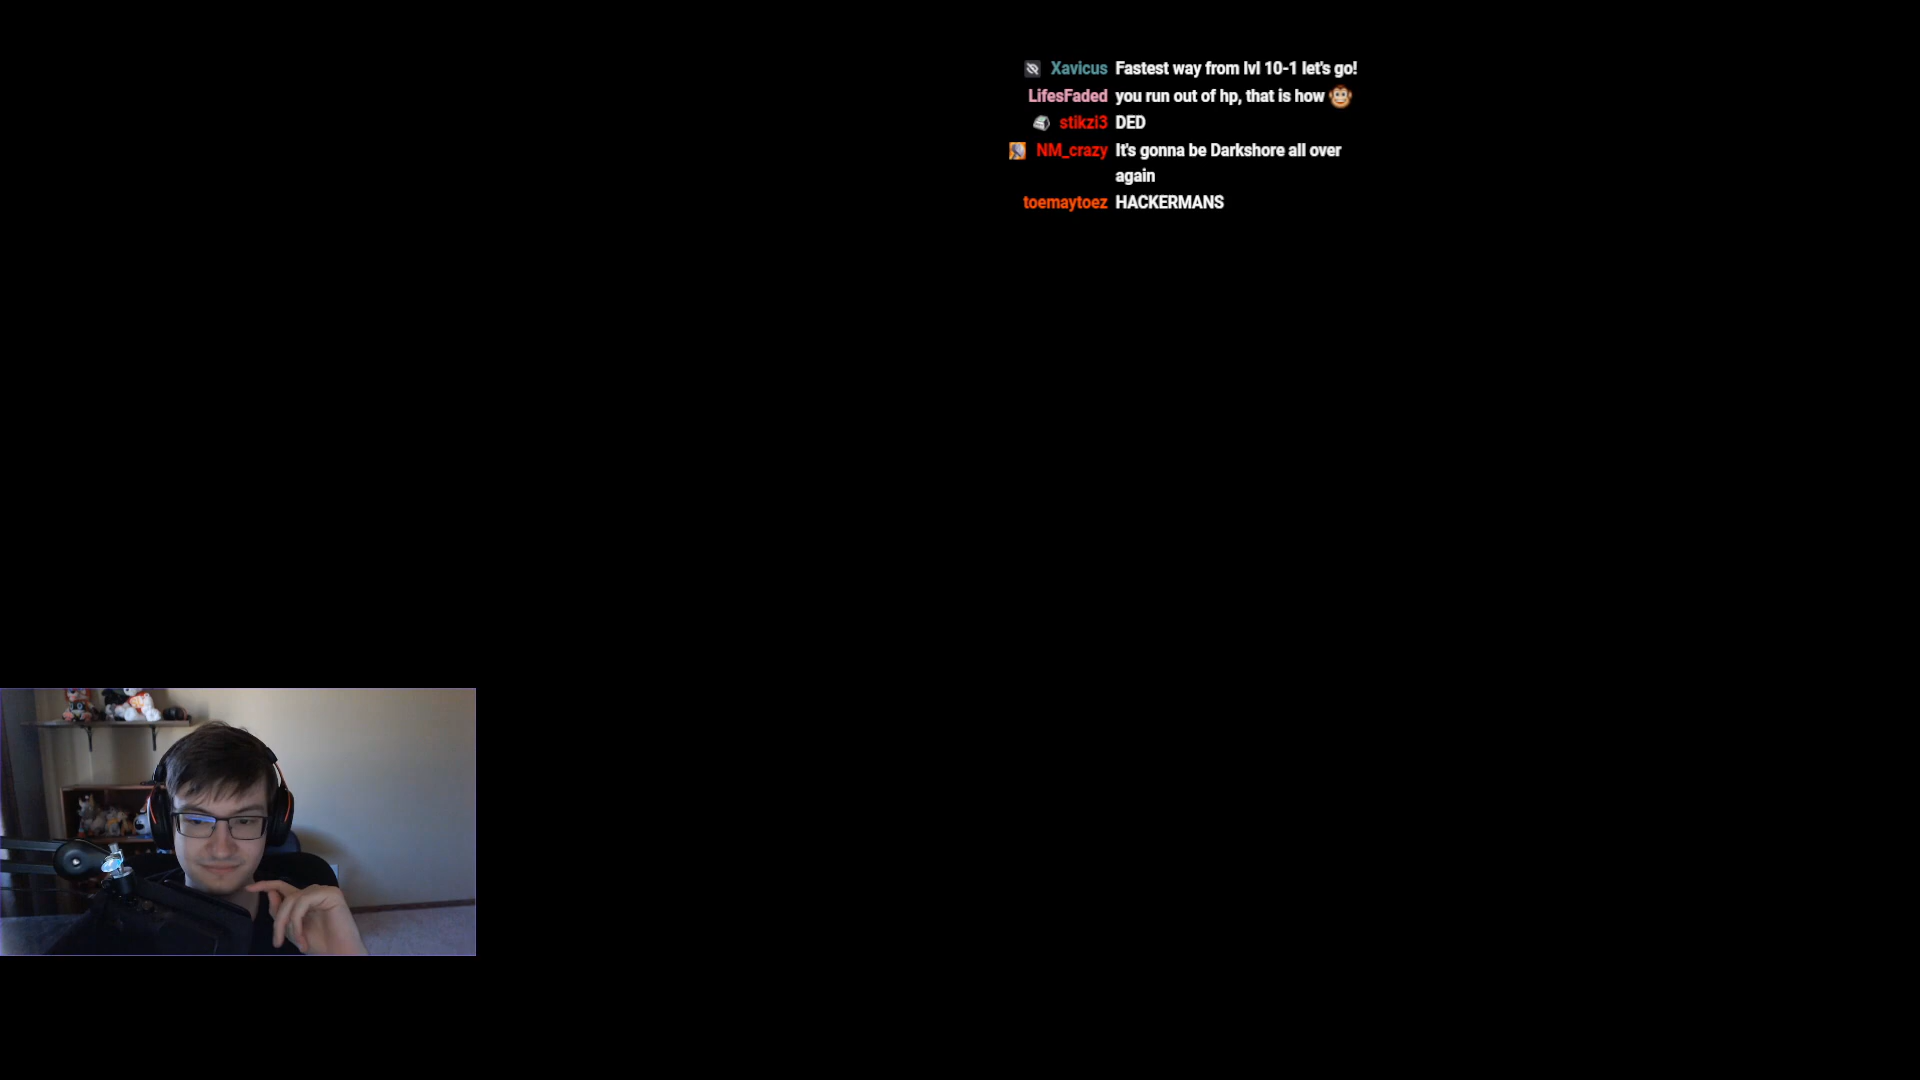 Xavicus Fastest way from lvl 10-1 let's go!
LifesFaded you run out of hp, that is how
stikzi3 DED
NM_crazy It's gonna be Darkshore all over
again
toemaytoez HACKERMANS